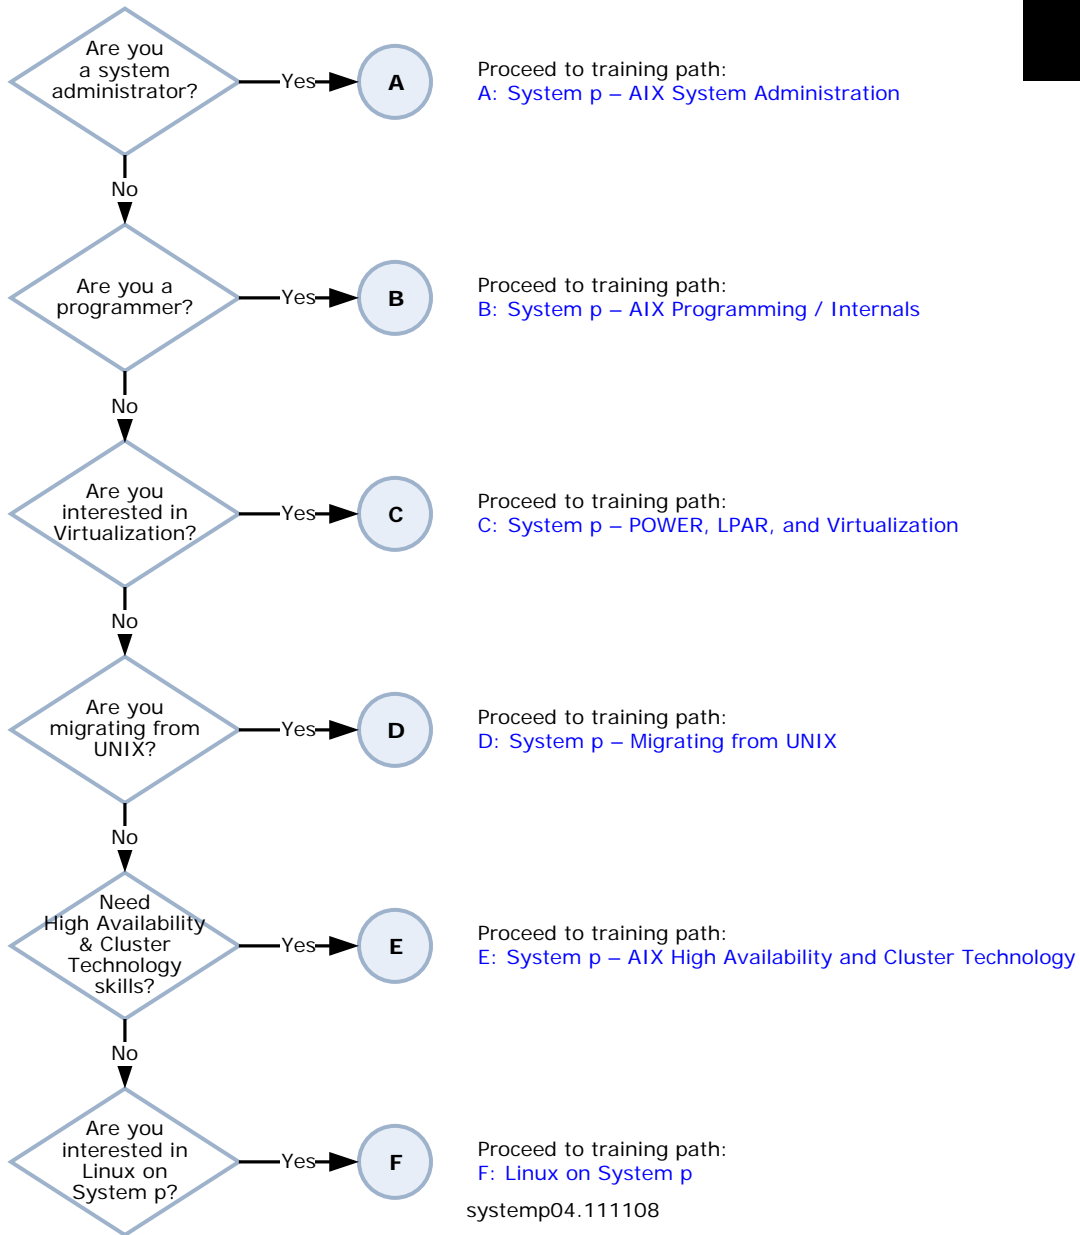 Are you
a system
administrator?
Yes
A
Proceed to training path:
A: System p – AIX System Administration
No
Are you a
programmer?
Yes
B
Proceed to training path:
B: System p – AIX Programming / Internals
No
Are you
interested in
Virtualization?
Yes
C
Proceed to training path:
C: System p – POWER, LPAR, and Virtualization
No
Are you
migrating from
UNIX?
Yes
D
Proceed to training path:
D: System p – Migrating from UNIX
No
Need
High Availability
& Cluster
Technology
skills?
Yes
E
Proceed to training path:
E: System p – AIX High Availability and Cluster Technology
No
Are you
interested in
Linux on
System p?
Yes
F
Proceed to training path:
F: Linux on System p
systemp04.111108